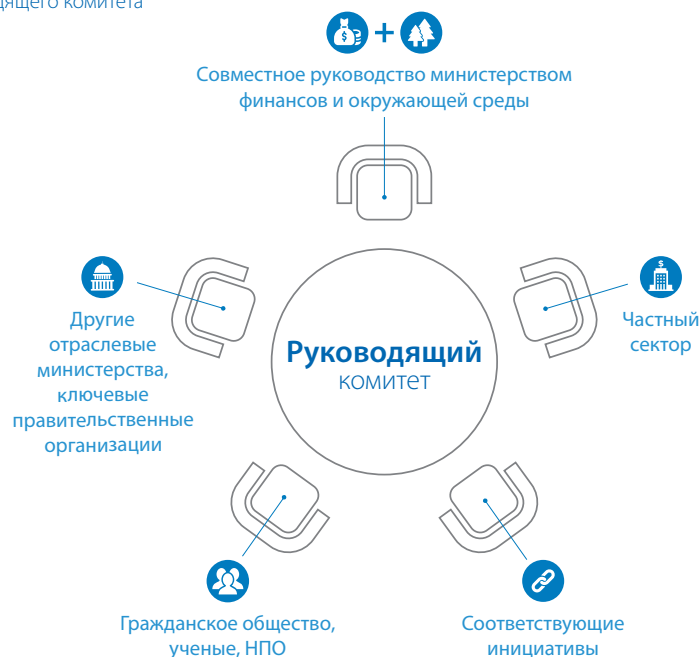 комитета
Совместное руководство министерством
финансов и окружающей среды
Другие
отраслевые
министерства,
ключевые
правительственные
организации
Руководящий
комитет
Частный
сектор
Гражданское общество,
ученые, НПО
Соответствующие
инициативы